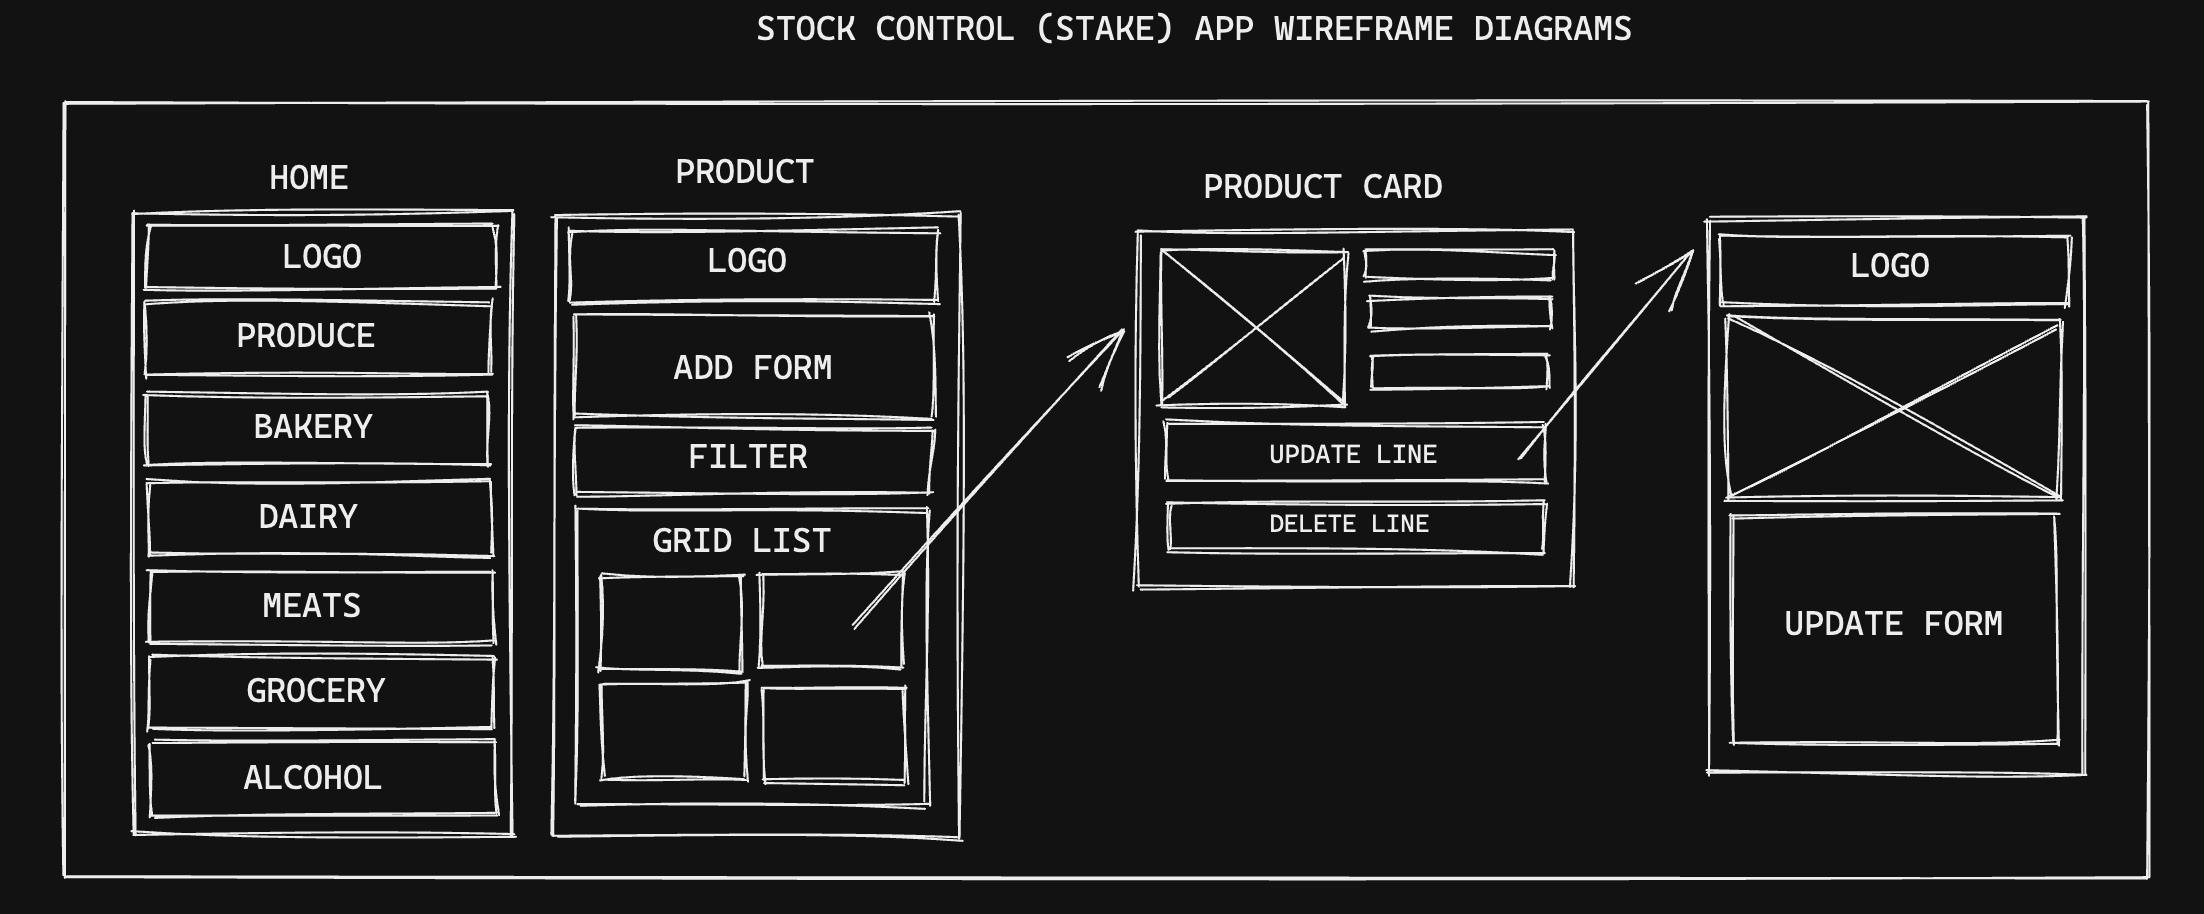 STOCK CONTROL (STAKE) APP WIREFRAME DIAGRAMS
HOME
LOGO
PRODUCE
BAKERY
DAIRY
MEATS
GROCERY
ALCOHOL
PRODUCT
LOGO
ADD FORM
FILTER
GRID LIST
PRODUCT CARD
UPDATE LINE
DELETE LINE
LOGO
UPDATE FORM